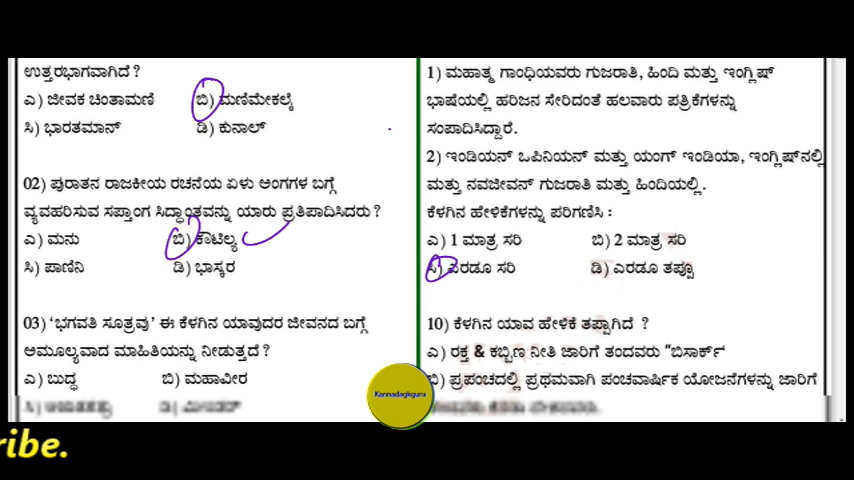 ಉತ್ತರಭಾಗವಾಗಿದೆ?
ಎ) ಜೀವಕ ಚಿಂತಾಮಣಿ ಬಿ) ಮಣಿಮೇಕಲೈ
ಸಿ) ಭಾರತಮಾನ್ ಡಿ) ಕುನಾಲ್
02) ಪುರಾತನ ರಾಜಕೀಯ ರಚನೆಯ ಏಳು ಅಂಗಗಳ ಬಗ್ಗೆ
ವ್ಯವಹರಿಸುವ ಸಪ್ತಾಂಗ ಸಿದ್ಧಾಂತವನ್ನು ಯಾರು ಪ್ರತಿಪಾದಿಸಿದರು?
ಎ) ಮನು ಬಿ) ಕೌಟಿಲ್ಯ
ಸಿ) ಪಾಣಿನಿ ಡಿ) ಭಾಸ್ಕರ
03) 'ಭಗವತಿ ಸೂತ್ರವು' ಈ ಕೆಳಗಿನ ಯಾವುದರ ಜೀವನದ ಬಗ್ಗೆ
ಅಮೂಲ್ಯವಾದ ಮಾಹಿತಿಯನ್ನು ನೀಡುತ್ತದೆ?
ಎ) ಬುದ್ಧ ಬಿ) ಮಹಾವೀರ
1) ಮಹಾತ್ಮ ಗಾಂಧಿಯವರು ಗುಜರಾತಿ, ಹಿಂದಿ ಮತ್ತು ಇಂಗ್ಲಿಷ್
ಭಾಷೆಯಲ್ಲಿ ಹರಿಜನ ಸೇರಿದಂತೆ ಹಲವಾರು ಪತ್ರಿಕೆಗಳನ್ನು
ಸಂಪಾದಿಸಿದ್ದಾರೆ.
2) ಇಂಡಿಯನ್ ಒಪಿನಿಯನ್ ಮತ್ತು ಯಂಗ್ ಇಂಡಿಯಾ, ಇಂಗ್ಲಿಷ್‌ನಲ್ಲಿ
ಮತ್ತು ನವಜೀವನ್ ಗುಜರಾತಿ ಮತ್ತು ಹಿಂದಿಯಲ್ಲಿ.
ಕೆಳಗಿನ ಹೇಳಿಕೆಗಳನ್ನು ಪರಿಗಣಿಸಿ :
ಎ) 1 ಮಾತ್ರ ಸರಿ ಬಿ) 2 ಮಾತ್ರ ಸರಿ
ಸಿ) ಎರಡೂ ಸರಿ ಡಿ) ಎರಡೂ ತಪ್ಪೂ
10) ಕೆಳಗಿನ ಯಾವ ಹೇಳಿಕೆ ತಪ್ಪಾಗಿದೆ ?
ಎ) ರಕ್ತ & ಕಬ್ಬಿಣ ನೀತಿ ಜಾರಿಗೆ ತಂದವರು "ಬಿಸಾರ್ಕ್"
ಬಿ) ಪ್ರಪಂಚದಲ್ಲಿ ಪ್ರಥಮವಾಗಿ ಪಂಚವಾರ್ಷಿಕ ಯೋಜನೆಗಳನ್ನು ಜಾರಿಗೆ
Kannadagkguru
ribe.